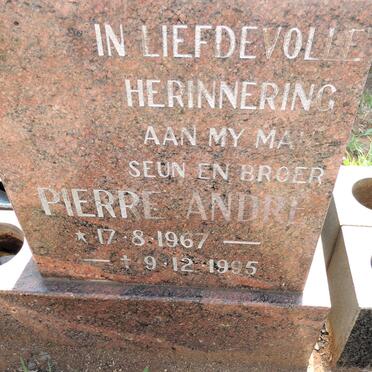 IN LIEFDEVOLLE
HERINNERING
AAN MY MA
SEUN EN BROER
PIERRE ANDRE
* 17-8-1967 —
— † 9-12-1995